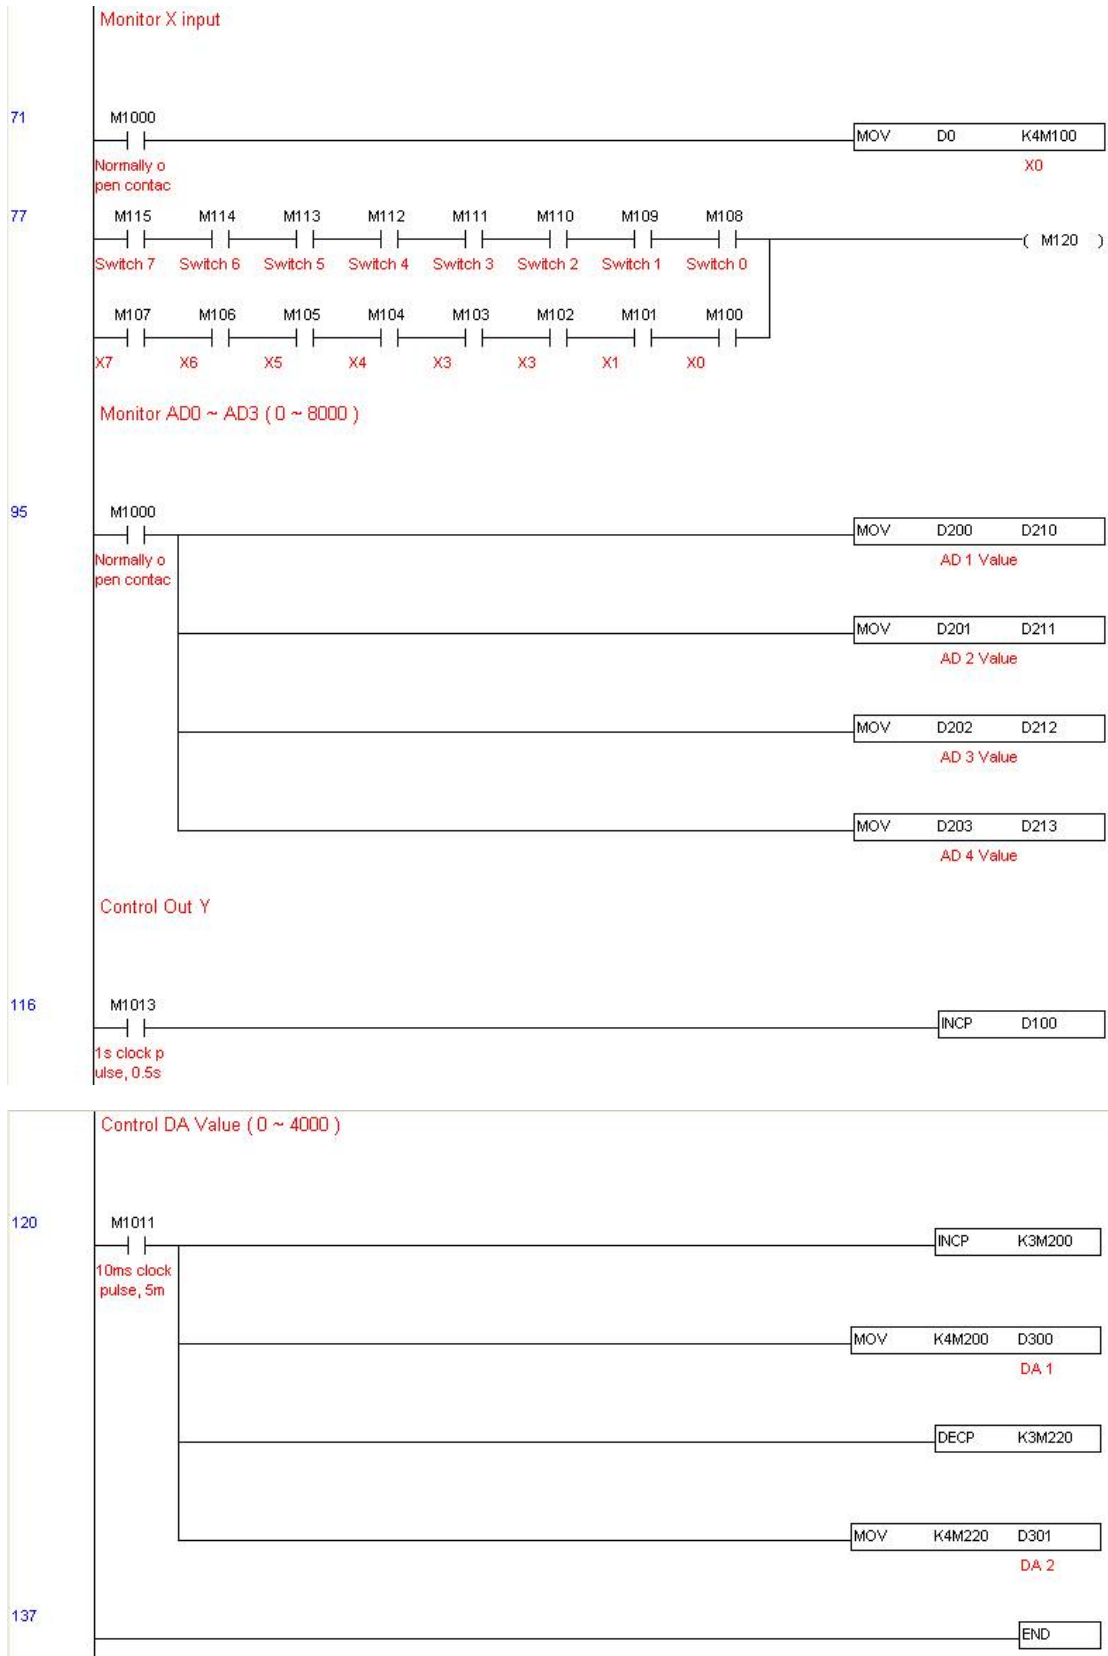 Monitor X input
71 M1000
MOV D0 K4M100
Normally o
pen contac
X0
77 M115 M114 M113 M112 M111 M110 M109 M108
( M120 )
Switch 7 Switch 6 Switch 5 Switch 4 Switch 3 Switch 2 Switch 1 Switch 0
M107 M106 M105 M104 M103 M102 M101 M100
X7 X6 X5 X4 X3 X3 X1 X0
Monitor AD0 ~ AD3 ( 0 ~ 8000 )
95 M1000
MOV D200 D210
Normally o
pen contac
AD 1 Value
MOV D201 D211
AD 2 Value
MOV D202 D212
AD 3 Value
MOV D203 D213
AD 4 Value
Control Out Y
116 M1013
INCP D100
1s clock p
ulse, 0.5s
Control DA Value ( 0 ~ 4000 )
120 M1011
INCP K3M200
10ms clock
pulse, 5m
MOV K4M200 D300
DA 1
DECP K3M220
MOV K4M220 D301
DA 2
137
END